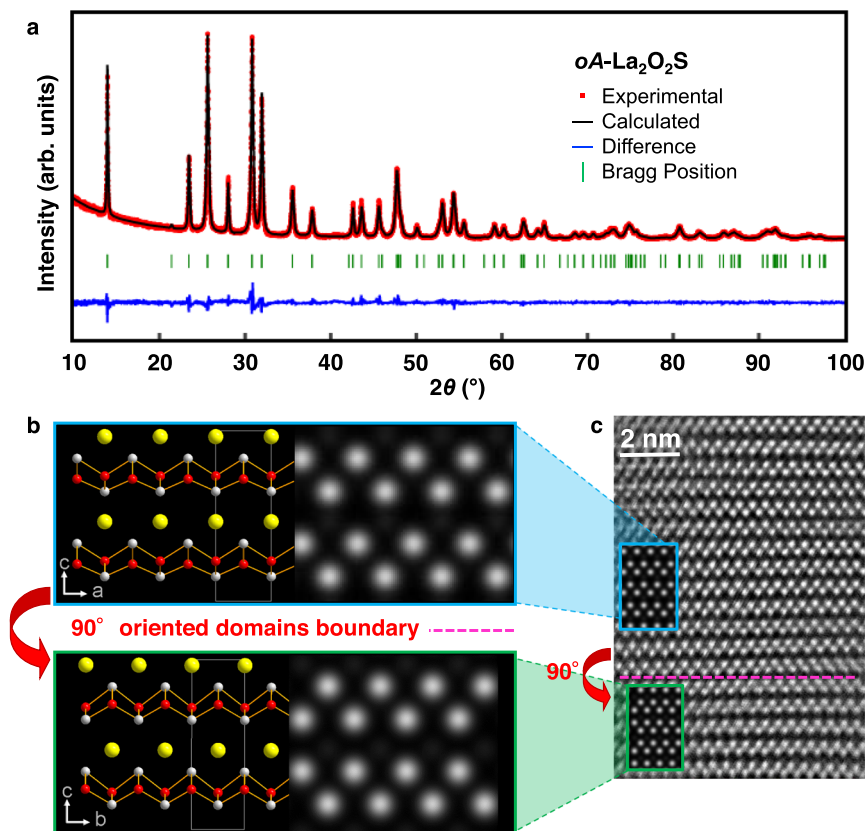 a
oA-La₂O₂S
Experimental
Calculated
Difference
Bragg Position
Intensity (arb. units)
10 20 30 40 50 60 70 80 90 100
2θ (°)
b
c
a
90° oriented domains boundary
c
b
c
2 nm
90°